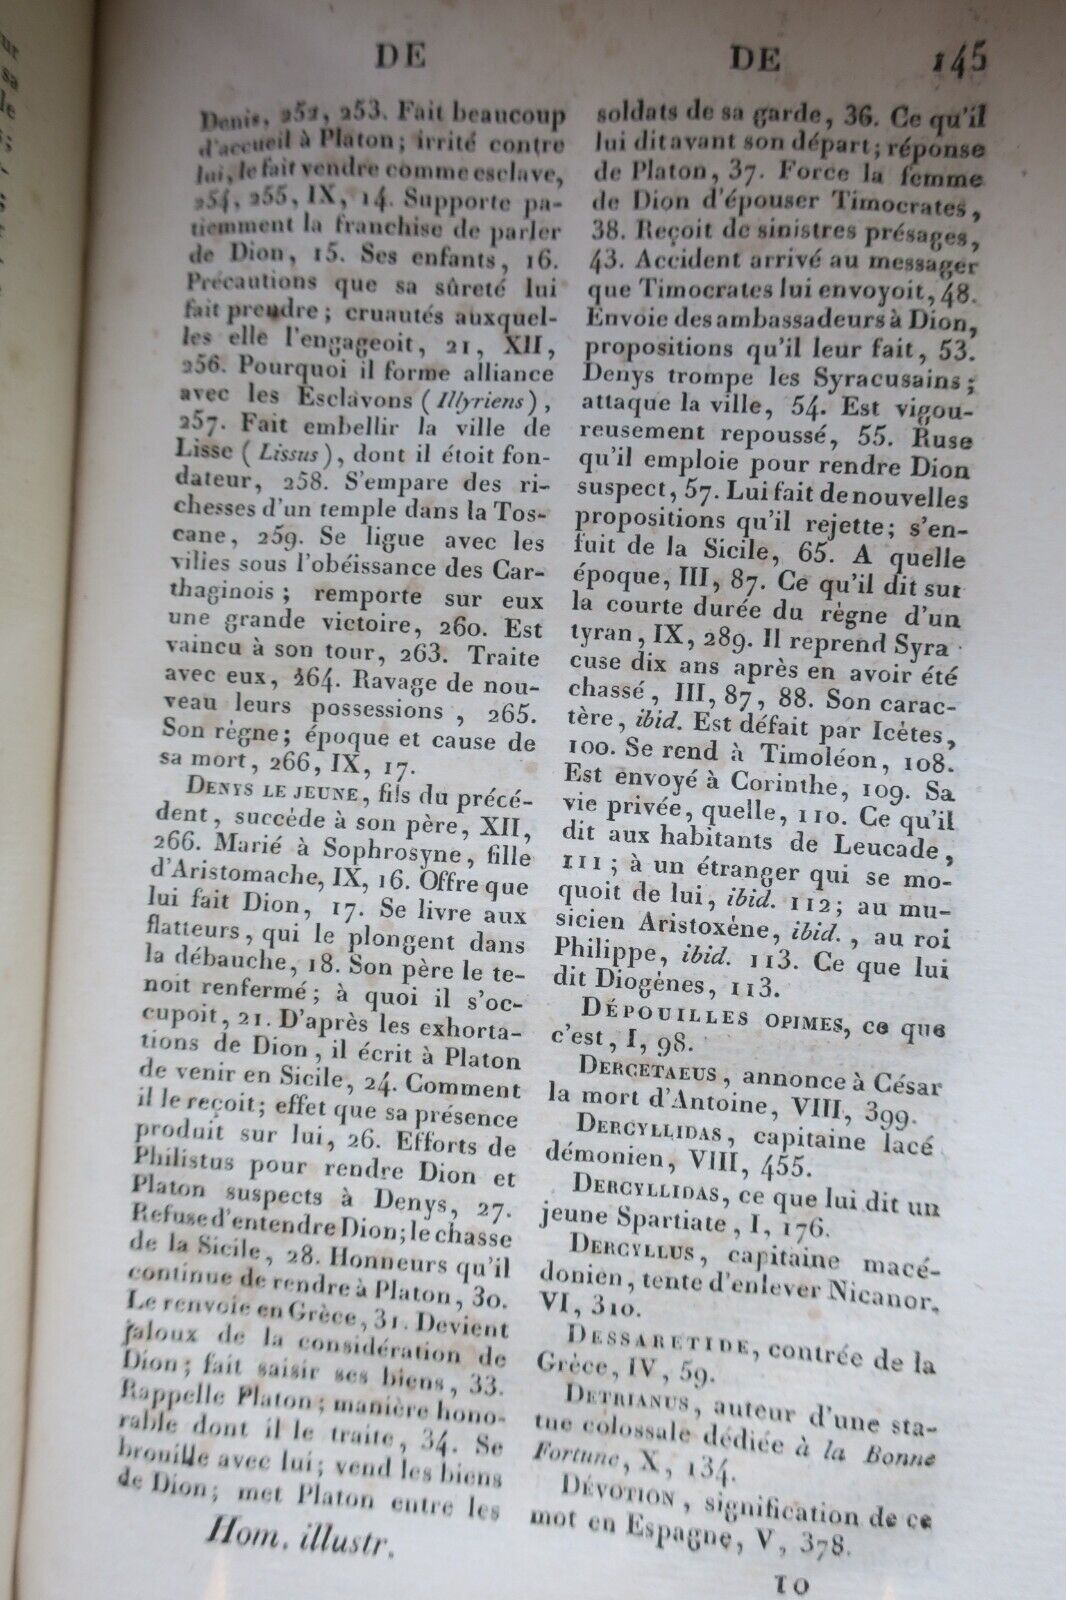 DE
DE
145
Denis, 252, 253. Fait beaucoup
d'accueil à Platon; irrité contre
lui, le fait vendre comme esclave,
254, 255, IX, 14. Supporte pa-
tiemment la franchise de parler
de Dion, 15. Ses enfants, 16.
Précautions que sa sûreté lui
fait prendre; cruautés auxquel-
les elle l'engageoit, 21, XII,
256. Pourquoi il forme alliance
avec les Esclavons (Illyriens),
257. Fait embellir la ville de
Lisse (Lissus), dont il étoit fon-
dateur, 258. S'empare des ri-
chesses d'un temple dans la Tos-
cane, 259. Se ligue avec les
villes sous l'obéissance des Car-
thaginois; remporte sur eux
une grande victoire, 260. Est
vaincu à son tour, 263. Traite
avec eux, 264. Ravage de nou-
veau leurs possessions, 265.
Son règne; époque et cause de
sa mort, 266, IX, 17.
DENYS LE JEUNE, fils du précé-
dent, succède à son père, XII,
266. Marié à Sophrosyne, fille
d'Aristomache, IX, 16. Offre que
lui fait Dion, 17. Se livre aux
flatteurs, qui le plongent dans
la débauche, 18. Son père le te-
noit renfermé; à quoi il s'oc-
cupoit, 21. D'après les exhorta-
tions de Dion, il écrit à Platon
de venir en Sicile, 24. Comment
il le reçoit; effet que sa présence
produit sur lui, 26. Efforts de
Philistus pour rendre Dion et
Platon suspects à Denys, 27.
Refuse d'entendre Dion; le chasse
de la Sicile, 28. Honneurs qu'il
continue de rendre à Platon, 30.
Le renvoie en Grèce, 31. Devient
jaloux de la considération de
Dion; fait saisir ses biens, 33.
Rappelle Platon; manière hono-
rable dont il le traite, 34. Se
brouille avec lui; vend les biens
de Dion; met Platon entre les
Hom. illustr.
soldats de sa garde, 36. Ce qu'il
lui dit avant son départ; réponse
de Platon, 37. Force la femme
de Dion d'épouser Timocrates,
38. Reçoit de sinistres présages,
43. Accident arrivé au messager
que Timocrates lui envoyoit, 48.
Envoie des ambassadeurs à Dion,
propositions qu'il leur fait, 53.
Denys trompe les Syracusains;
attaque la ville, 54. Est vigou-
reusement repoussé, 55. Ruse
qu'il emploie pour rendre Dion
suspect, 57. Lui fait de nouvelles
propositions qu'il rejette; s'en-
fuit de la Sicile, 65. A quelle
époque, III, 87. Ce qu'il dit sur
la courte durée du règne d'un
tyran, IX, 289. Il reprend Syra
cuse dix ans après en avoir été
chassé, III, 87, 88. Son carac-
tère, ibid. Est défait par Icètes,
100. Se rend à Timoléon, 108.
Est envoyé à Corinthe, 109. Sa
vie privée, quelle, 110. Ce qu'il
dit aux habitants de Leucade,
111; à un étranger qui se mo-
quoit de lui, ibid. 112; au mu-
sicien Aristoxène, ibid., au roi
Philippe, ibid. 113. Ce que lui
dit Diogènes, 113.
DÉPOUILLES OPIMES, ce que
c'est, I, 98.
DERCETAEUS, annonce à César
la mort d'Antoine, VIII, 399.
DERCYLLIDAS, capitaine lacé
démonien, VIII, 455.
DERCYLLIDAS, ce que lui dit un
jeune Spartiate, I, 176.
DERCYLLUS, capitaine macé-
donien, tente d'enlever Nicanor,
VI, 310.
DESSARETIDE, contrée de la
Grèce, IV, 59.
DETRIANUS, auteur d'une sta-
tue colossale dédiée à la Bonne
Fortune, X, 134.
DÉVOTION, signification de ce
mot en Espagne, V, 378.
10